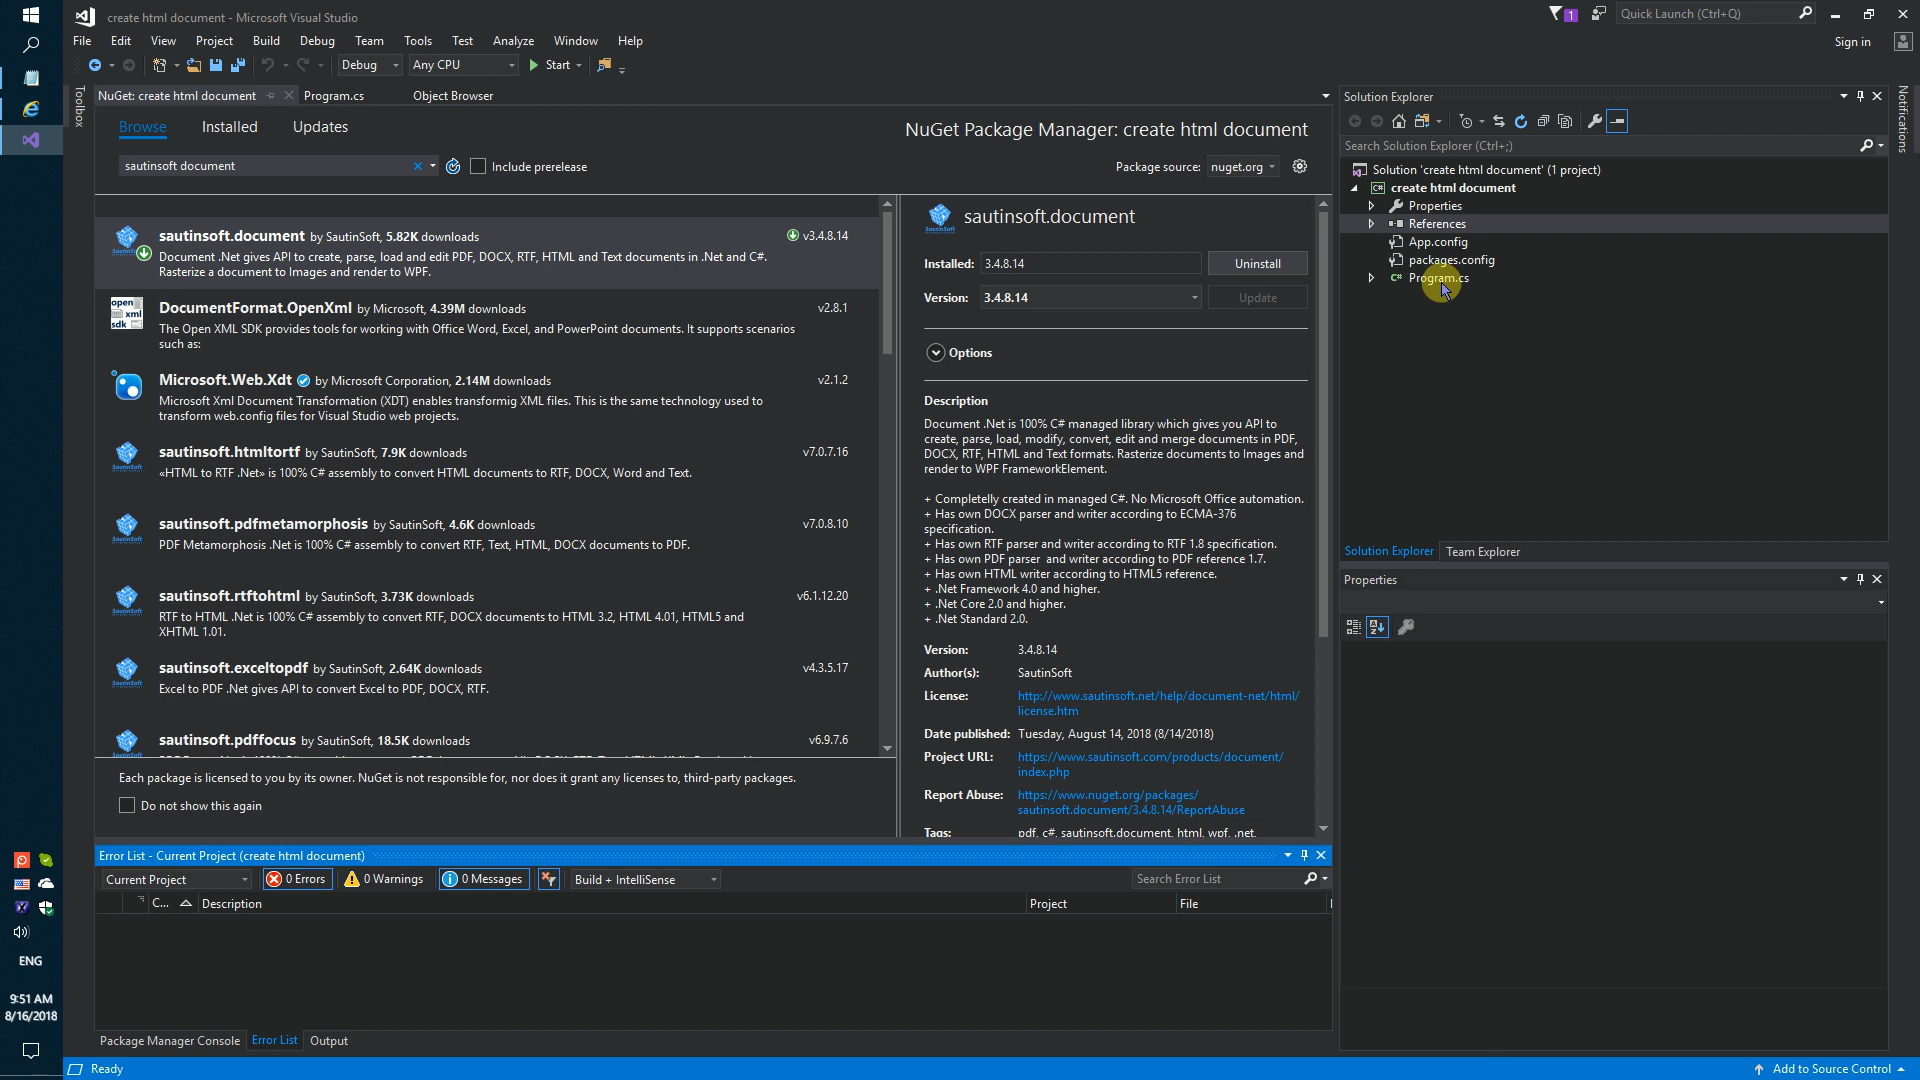 create html document - Microsoft Visual Studio
1
Quick Launch (Ctrl+Q)
File Edit View Project Build Debug Team Tools Test Analyze Window Help
Sign in
Debug Any CPU Start
Toolbox
NuGet: create html document Program.cs Object Browser
Browse Installed Updates
NuGet Package Manager: create html document
sautinsoft document
Include prerelease
Package source: nuget.org
sautinsoft.document by SautinSoft, 5.82K downloads v3.4.8.14
Document .Net gives API to create, parse, load and edit PDF, DOCX, RTF, HTML and Text documents in .Net and C#.
Rasterize a document to Images and render to WPF.
DocumentFormat.OpenXml by Microsoft, 4.39M downloads v2.8.1
open
xml
sdk
The Open XML SDK provides tools for working with Office Word, Excel, and PowerPoint documents. It supports scenarios
such as:
Microsoft.Web.Xdt by Microsoft Corporation, 2.14M downloads v2.1.2
Microsoft Xml Document Transformation (XDT) enables transformig XML files. This is the same technology used to
transform web.config files for Visual Studio web projects.
sautinsoft.htmltortf by SautinSoft, 7.9K downloads v7.0.7.16
«HTML to RTF .Net» is 100% C# assembly to convert HTML documents to RTF, DOCX, Word and Text.
sautinsoft.pdfmetamorphosis by SautinSoft, 4.6K downloads v7.0.8.10
PDF Metamorphosis .Net is 100% C# assembly to convert RTF, Text, HTML, DOCX documents to PDF.
sautinsoft.rtftohtml by SautinSoft, 3.73K downloads v6.1.12.20
RTF to HTML .Net is 100% C# assembly to convert RTF, DOCX documents to HTML 3.2, HTML 4.01, HTML5 and
XHTML 1.01.
sautinsoft.exceltopdf by SautinSoft, 2.64K downloads v4.3.5.17
Excel to PDF .Net gives API to convert Excel to PDF, DOCX, RTF.
sautinsoft.pdffocus by SautinSoft, 18.5K downloads v6.9.7.6
Each package is licensed to you by its owner. NuGet is not responsible for, nor does it grant any licenses to, third-party packages.
Do not show this again
sautinsoft.document
Installed: 3.4.8.14 Uninstall
Version: 3.4.8.14 Update
Options
Description
Document .Net is 100% C# managed library which gives you API to
create, parse, load, modify, convert, edit and merge documents in PDF,
DOCX, RTF, HTML and Text formats. Rasterize documents to Images and
render to WPF FrameworkElement.
+ Completelly created in managed C#. No Microsoft Office automation.
+ Has own DOCX parser and writer according to ECMA-376
specification.
+ Has own RTF parser and writer according to RTF 1.8 specification.
+ Has own PDF parser and writer according to PDF reference 1.7.
+ Has own HTML writer according to HTML5 reference.
+ .Net Framework 4.0 and higher.
+ .Net Core 2.0 and higher.
+ .Net Standard 2.0.
Version: 3.4.8.14
Author(s): SautinSoft
License: http://www.sautinsoft.net/help/document-net/html/
license.htm
Date published: Tuesday, August 14, 2018 (8/14/2018)
Project URL: https://www.sautinsoft.com/products/document/
index.php
Report Abuse: https://www.nuget.org/packages/
sautinsoft.document/3.4.8.14/ReportAbuse
Tags: pdf, c#, sautinsoft.document, html, wpf, .net,
Solution Explorer
Search Solution Explorer (Ctrl+;)
Solution 'create html document' (1 project)
create html document
Properties
References
App.config
packages.config
Program.cs
Solution Explorer Team Explorer
Properties
Notifications
Error List - Current Project (create html document)
Current Project 0 Errors 0 Warnings 0 Messages Build + IntelliSense Search Error List
C... Description Project File
Package Manager Console Error List Output
ENG
9:51 AM
8/16/2018
Ready
Add to Source Control